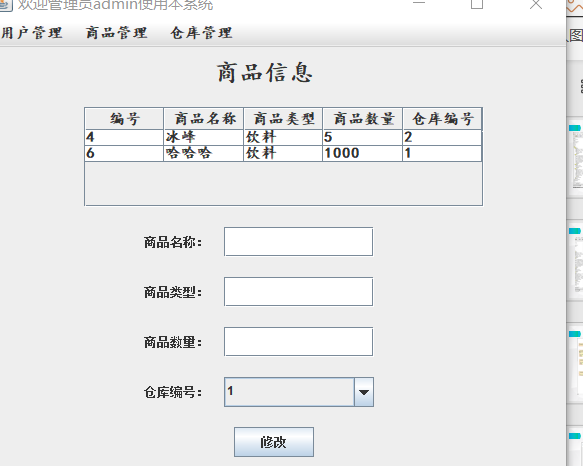 欢迎管理员admin使用本系统
用户管理 商品管理 仓库管理
商品信息
编号 商品名称 商品类型 商品数量 仓库编号
4 冰峰 饮料 5 2
6 哈哈哈 饮料 1000 1
商品名称：
商品类型：
商品数量：
仓库编号： 1
修改
图